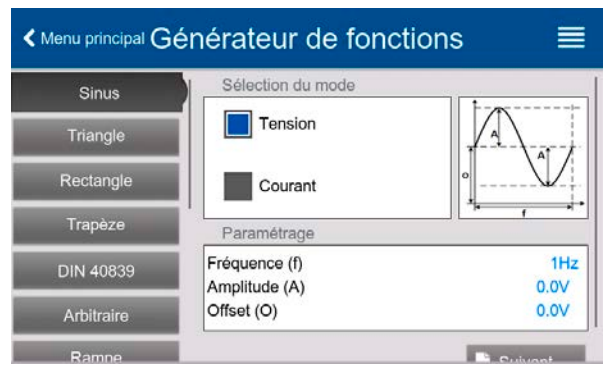 Menu principal Générateur de fonctions
Sinus
Triangle
Rectangle
Trapèze
DIN 40839
Arbitraire
Rampe
Sélection du mode
Tension
Courant
A
A
o
f
Paramétrage
Fréquence (f) 1Hz
Amplitude (A) 0.0V
Offset (O) 0.0V
Suivant